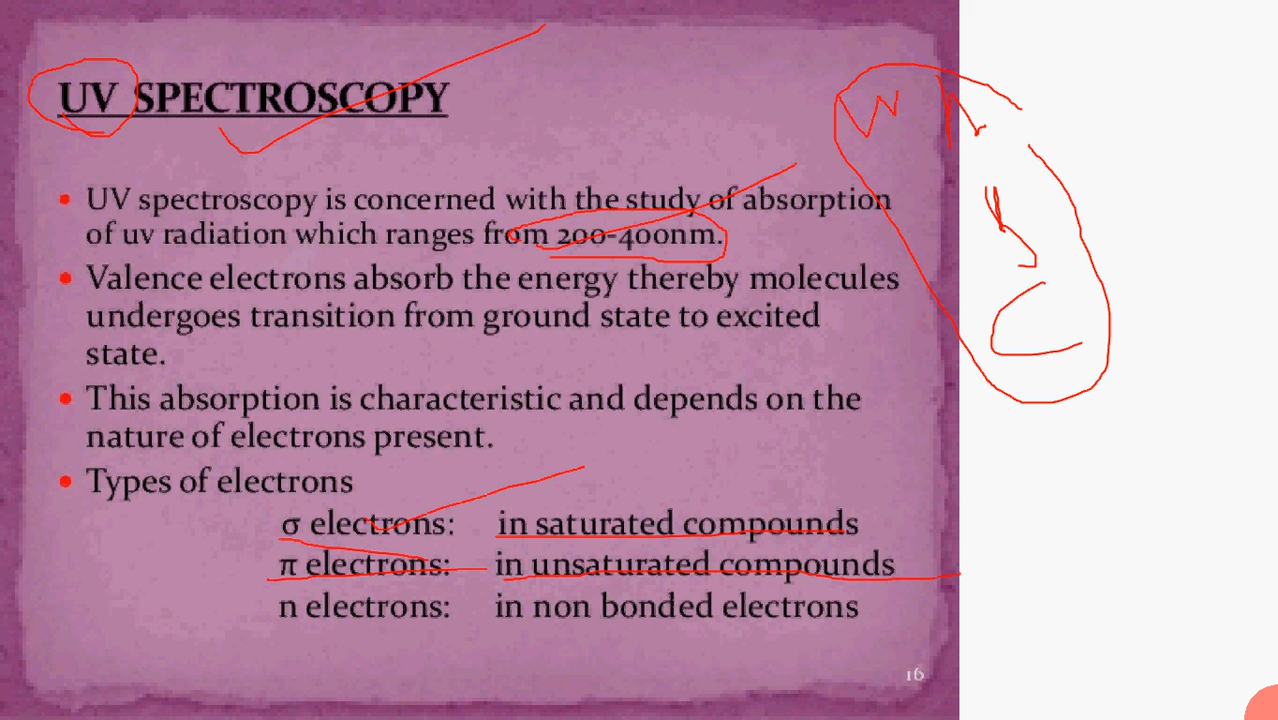 UV SPECTROSCOPY
• UV spectroscopy is concerned with the study of absorption
of uv radiation which ranges from 200-400nm.
• Valence electrons absorb the energy thereby molecules
undergoes transition from ground state to excited
state.
• This absorption is characteristic and depends on the
nature of electrons present.
• Types of electrons
σ electrons: in saturated compounds
π electrons: in unsaturated compounds
n electrons: in non bonded electrons
16